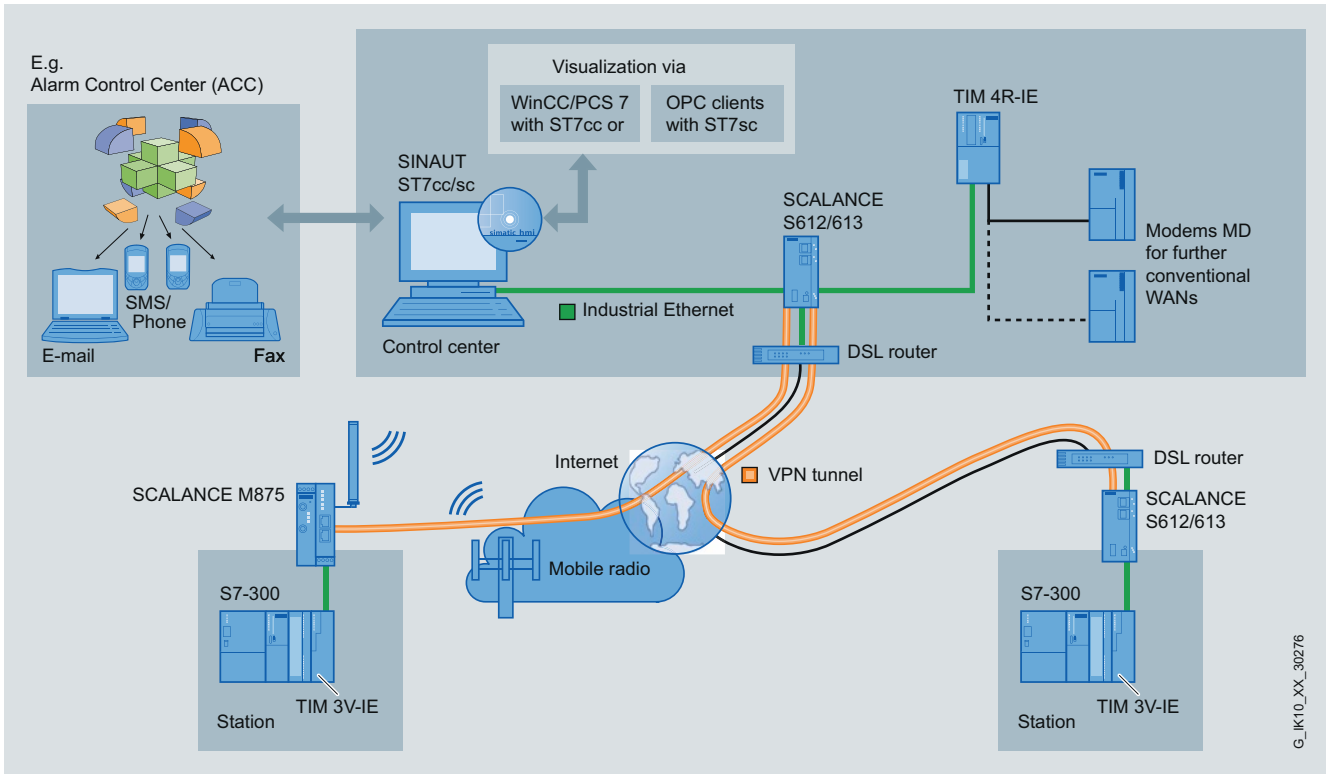 E.g.
Alarm Control Center (ACC)
SMS/
Phone
E-mail
Fax
Visualization via
WinCC/PCS 7
with ST7cc or
OPC clients
with ST7sc
SINAUT
ST7cc/sc
simatic hmi
Control center
Industrial Ethernet
SCALANCE
S612/613
TIM 4R-IE
Modems MD
for further
conventional
WANs
DSL router
Internet
VPN tunnel
SCALANCE M875
Mobile radio
S7-300
TIM 3V-IE
Station
DSL router
SCALANCE
S612/613
S7-300
TIM 3V-IE
Station
G_IK10_XX_30276